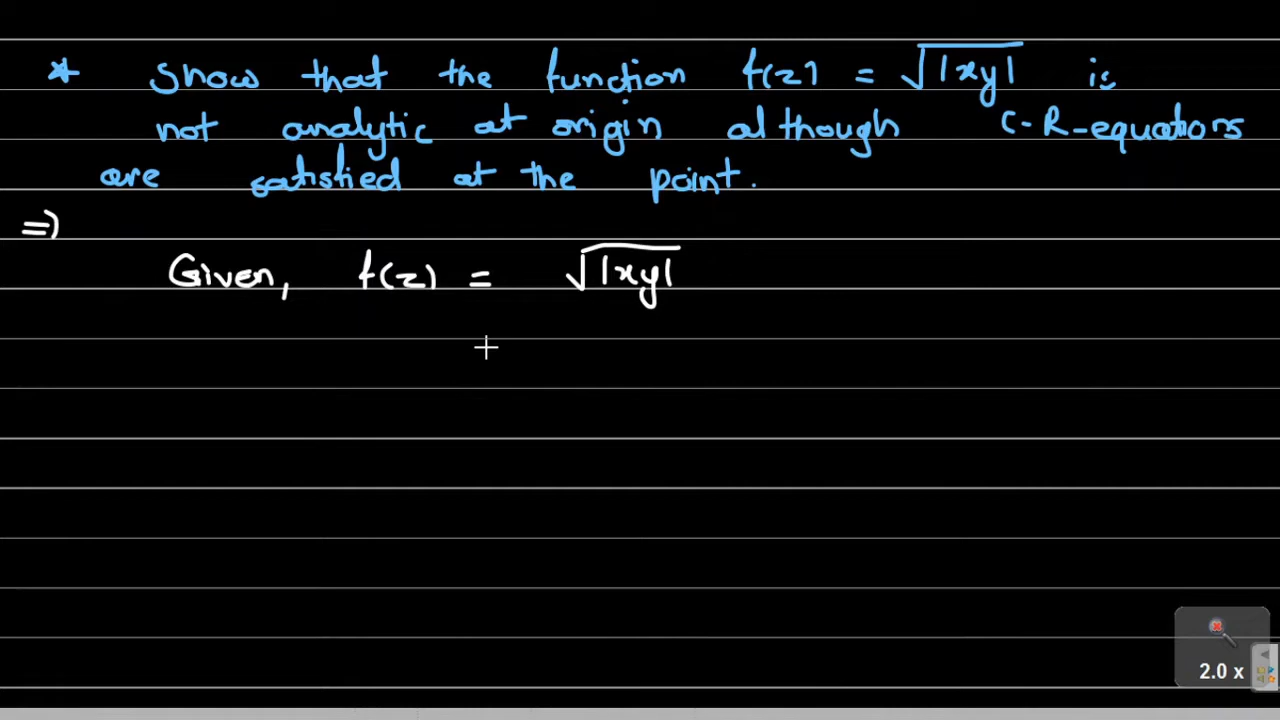 * Show that the function f(z) = √|xy| is
not analytic at origin although C-R-equations
are satisfied at the point.
⇒
Given, f(z) = √|xy|
2.0 x